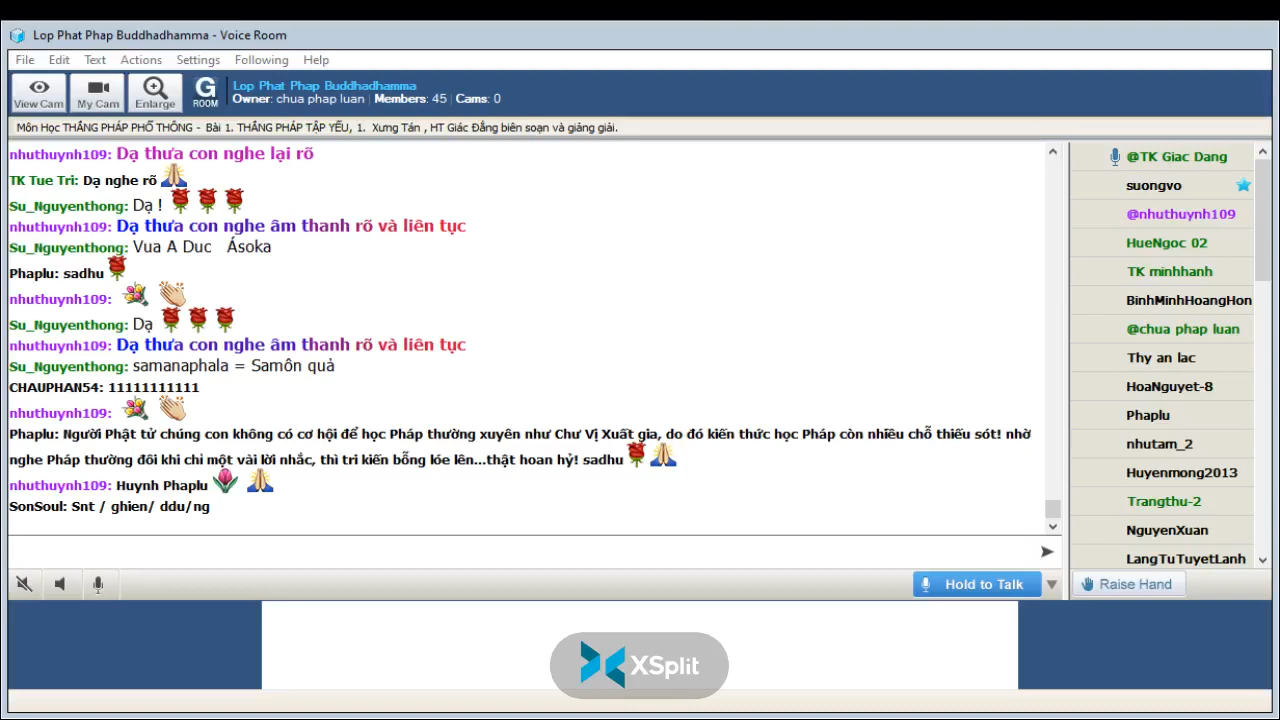 Lop Phat Phap Buddhadhamma - Voice Room
File Edit Text Actions Settings Following Help
View Cam My Cam Enlarge G ROOM
Lop Phat Phap Buddhadhamma
Owner: chua phap luan | Members: 45 | Cams: 0
Môn Học THẮNG PHÁP PHỔ THÔNG - Bài 1. THẮNG PHÁP TẬP YẾU, 1. Xưng Tán , HT Giác Đẳng biên soạn và giảng giải.
nhuthuynh109: Dạ thưa con nghe lại rõ
TK Tue Tri: Dạ nghe rõ
Su_Nguyenthong: Dạ !
nhuthuynh109: Dạ thưa con nghe âm thanh rõ và liên tục
Su_Nguyenthong: Vua A Duc Ásoka
Phaplu: sadhu
nhuthuynh109:
Su_Nguyenthong: Dạ
nhuthuynh109: Dạ thưa con nghe âm thanh rõ và liên tục
Su_Nguyenthong: samanaphala = Samôn quả
CHAUPHAN54: 11111111111
nhuthuynh109:
Phaplu: Người Phật tử chúng con không có cơ hội để học Pháp thường xuyên như Chư Vị Xuất gia, do đó kiến thức học Pháp còn nhiều chỗ thiếu sót! nhờ
nghe Pháp thường đôi khi chỉ một vài lời nhắc, thì tri kiến bỗng lóe lên...thật hoan hỷ! sadhu
nhuthuynh109: Huynh Phaplu
SonSoul: Snt / ghien/ ddu/ng
@TK Giac Dang
suongvo
@nhuthuynh109
HueNgoc 02
TK minhhanh
BinhMinhHoangHon
@chua phap luan
Thy an lac
HoaNguyet-8
Phaplu
nhutam_2
Huyenmong2013
Trangthu-2
NguyenXuan
LangTuTuyetLanh
Hold to Talk
Raise Hand
XSplit